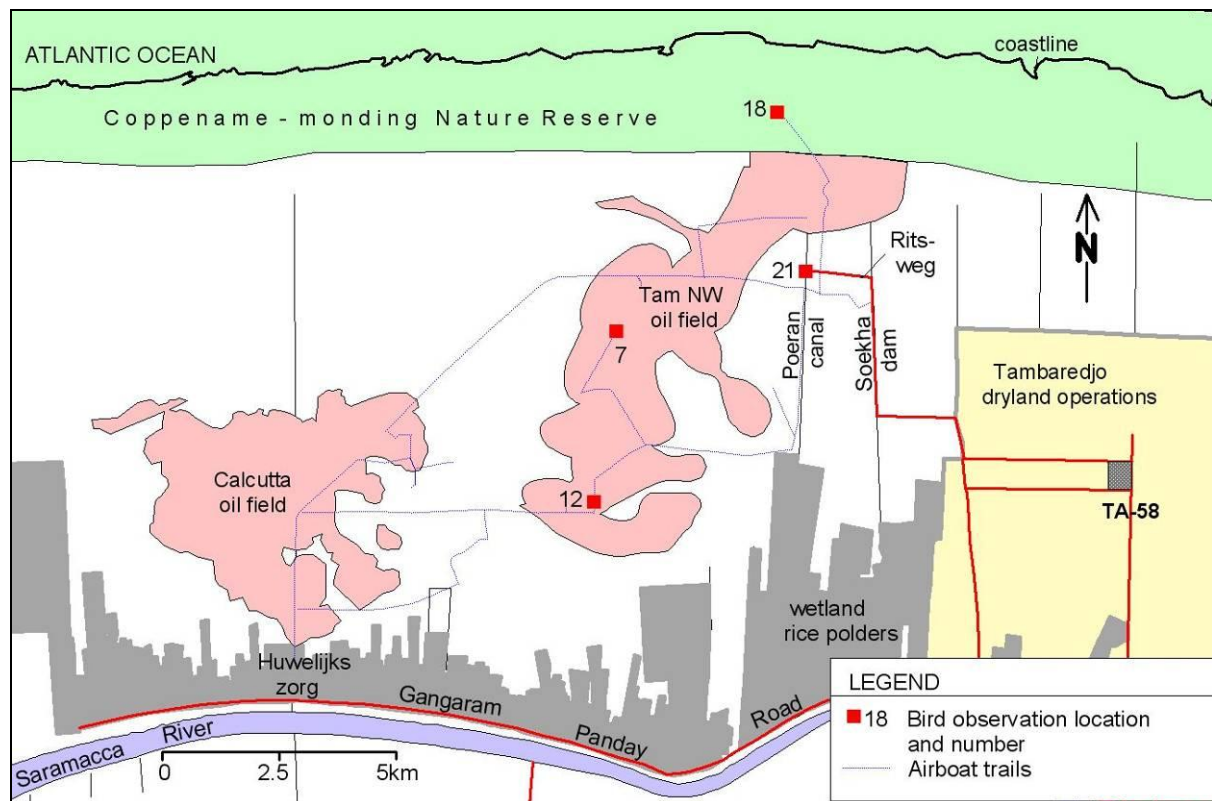 ATLANTIC OCEAN
coastline
Coppename - monding Nature Reserve
18
N
Rits-
weg
21
Tam NW
oil field
7
Poeran
canal
Soekha
dam
Tambaredjo
dryland operations
Calcutta
oil field
12
TA-58
wetland
rice polders
Huwelijks
zorg
Gangaram
Panday
Road
Saramacca
River
0 2.5 5km
LEGEND
18 Bird observation location
and number
Airboat trails